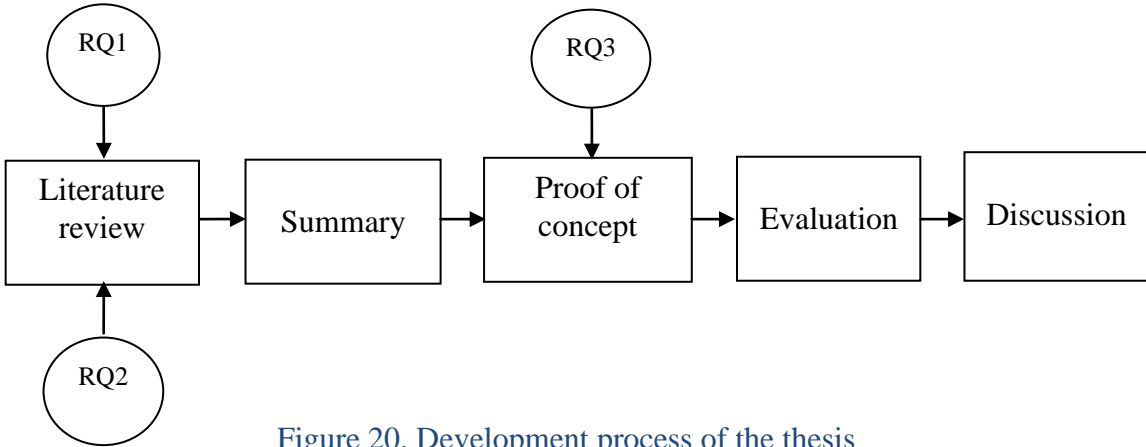 RQ1
RQ3
Literature
review
Summary
Proof of
concept
Evaluation
Discussion
RQ2
Figure 20. Development process of the thesis